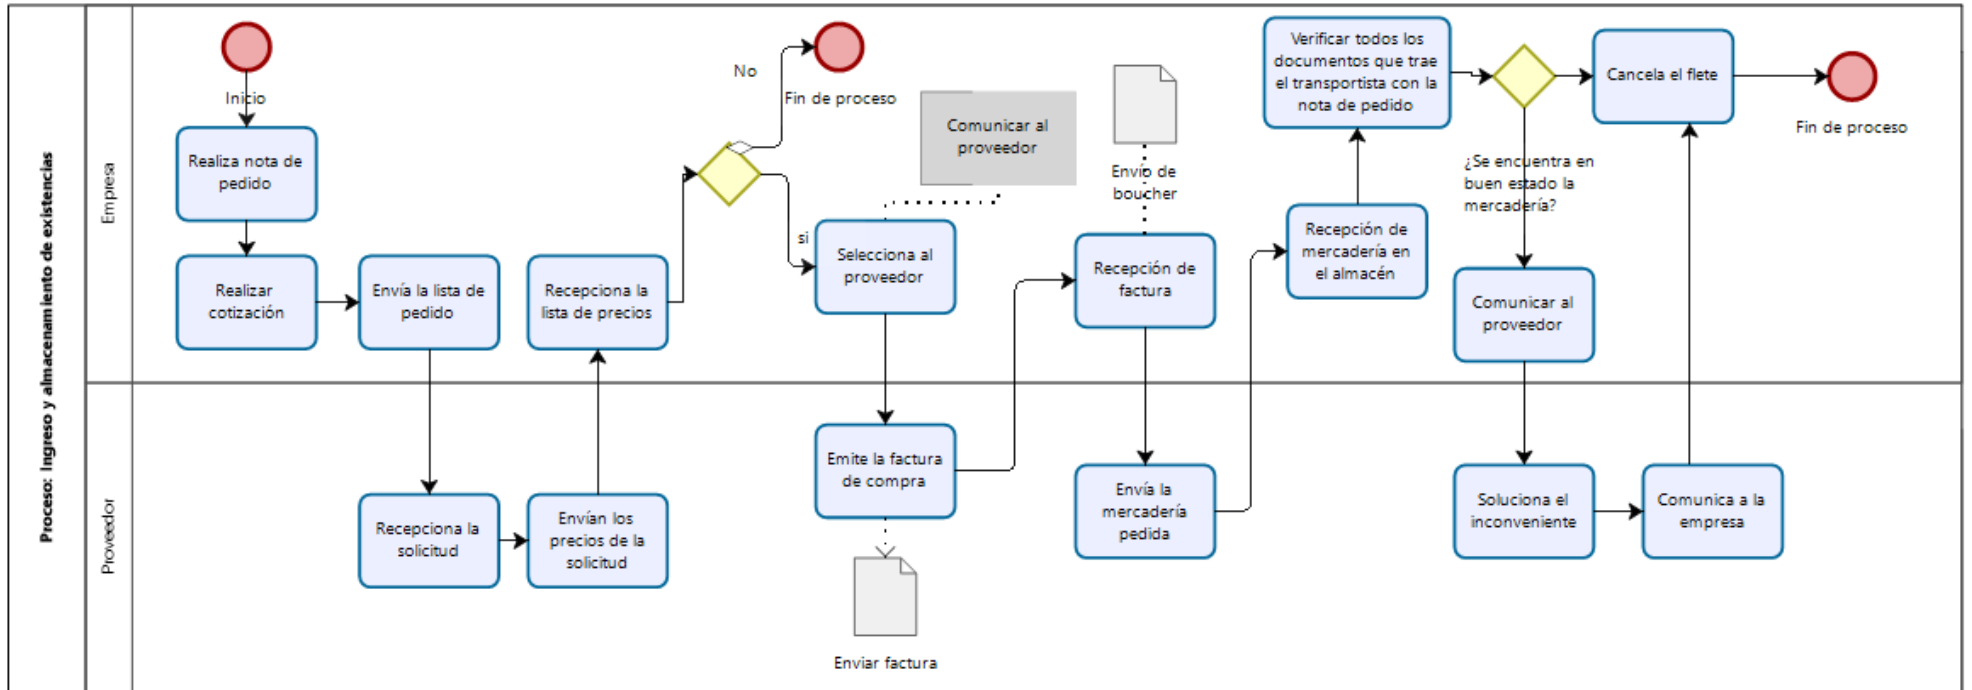 Proceso: Ingreso y almacenamiento de existencias
Empresa
Proveedor
Inicio
Realiza nota de
pedido
Realizar
cotización
Envía la lista de
pedido
Recepciona la
solicitud
Envían los
precios de la
solicitud
Recepciona la
lista de precios
No
Fin de proceso
si
Comunicar al
proveedor
Selecciona al
proveedor
Emite la factura
de compra
Enviar factura
Envío de
boucher
Recepción de
factura
Envía la
mercadería
pedida
Recepción de
mercadería en
el almacén
Verificar todos los
documentos que trae
el transportista con la
nota de pedido
¿Se encuentra en
buen estado la
mercadería?
Comunicar al
proveedor
Soluciona el
inconveniente
Comunica a la
empresa
Cancela el flete
Fin de proceso